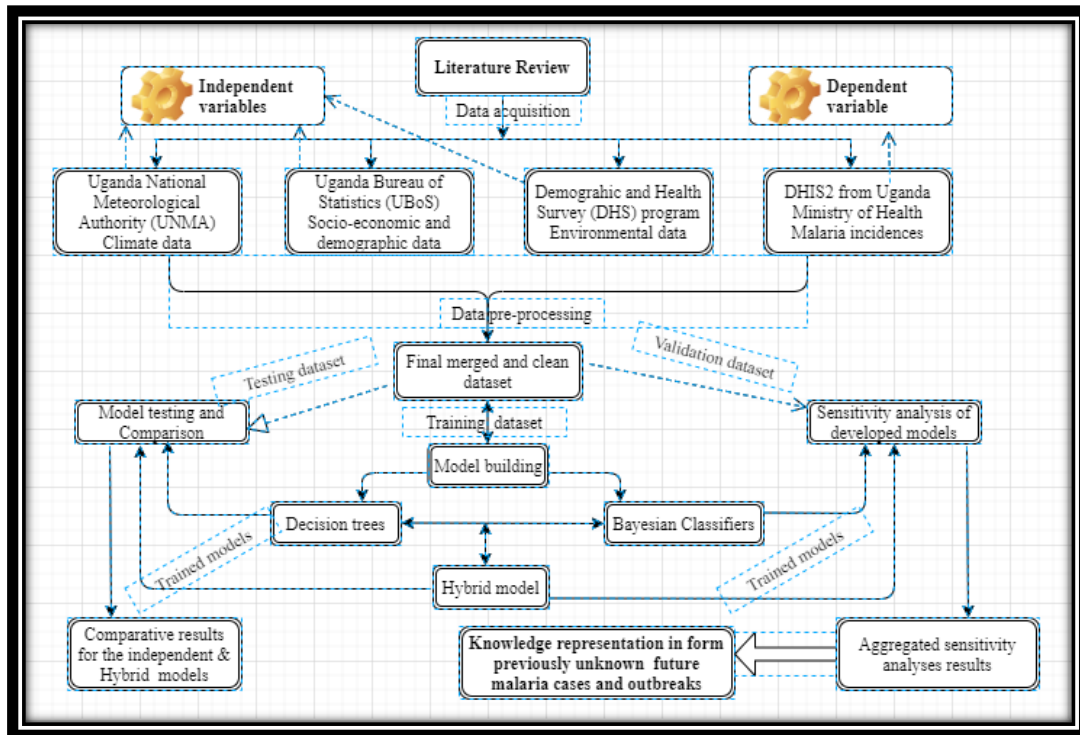 Literature Review
Independent
variables
Dependent
variable
Data acquisition
Uganda National
Meteorological
Authority (UNMA)
Climate data
Uganda Bureau of
Statistics (UBoS)
Socio-economic and
demographic data
Demograhic and Health
Survey (DHS) program
Environmental data
DHIS2 from Uganda
Ministry of Health
Malaria incidences
Data pre-processing
Final merged and clean
dataset
Testing dataset
Validation dataset
Model testing and
Comparison
Training dataset
Sensitivity analysis of
developed models
Model building
Decision trees
Bayesian Classifiers
Trained models
Trained models
Hybrid model
Comparative results
for the independent &
Hybrid models
Knowledge representation in form
previously unknown future
malaria cases and outbreaks
Aggregated sensitivity
analyses results